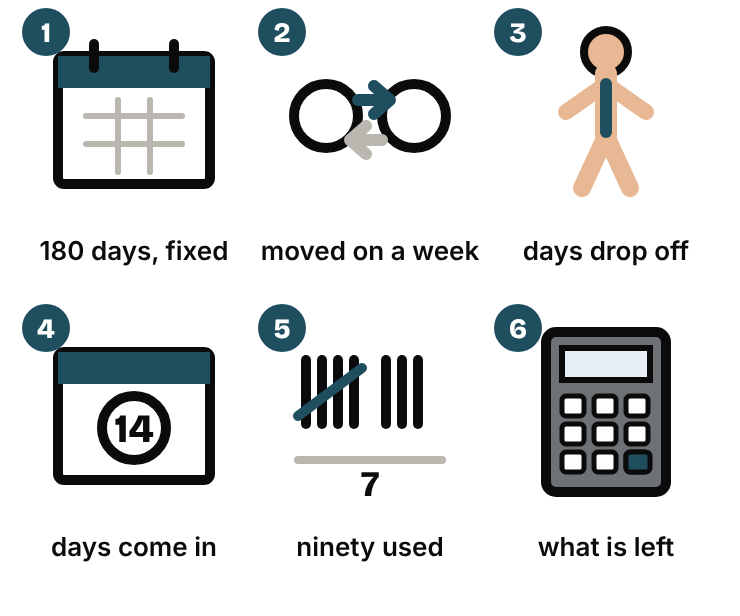 1
2
3
180 days, fixed
moved on a week
days drop off
4
5
6
14
7
days come in
ninety used
what is left